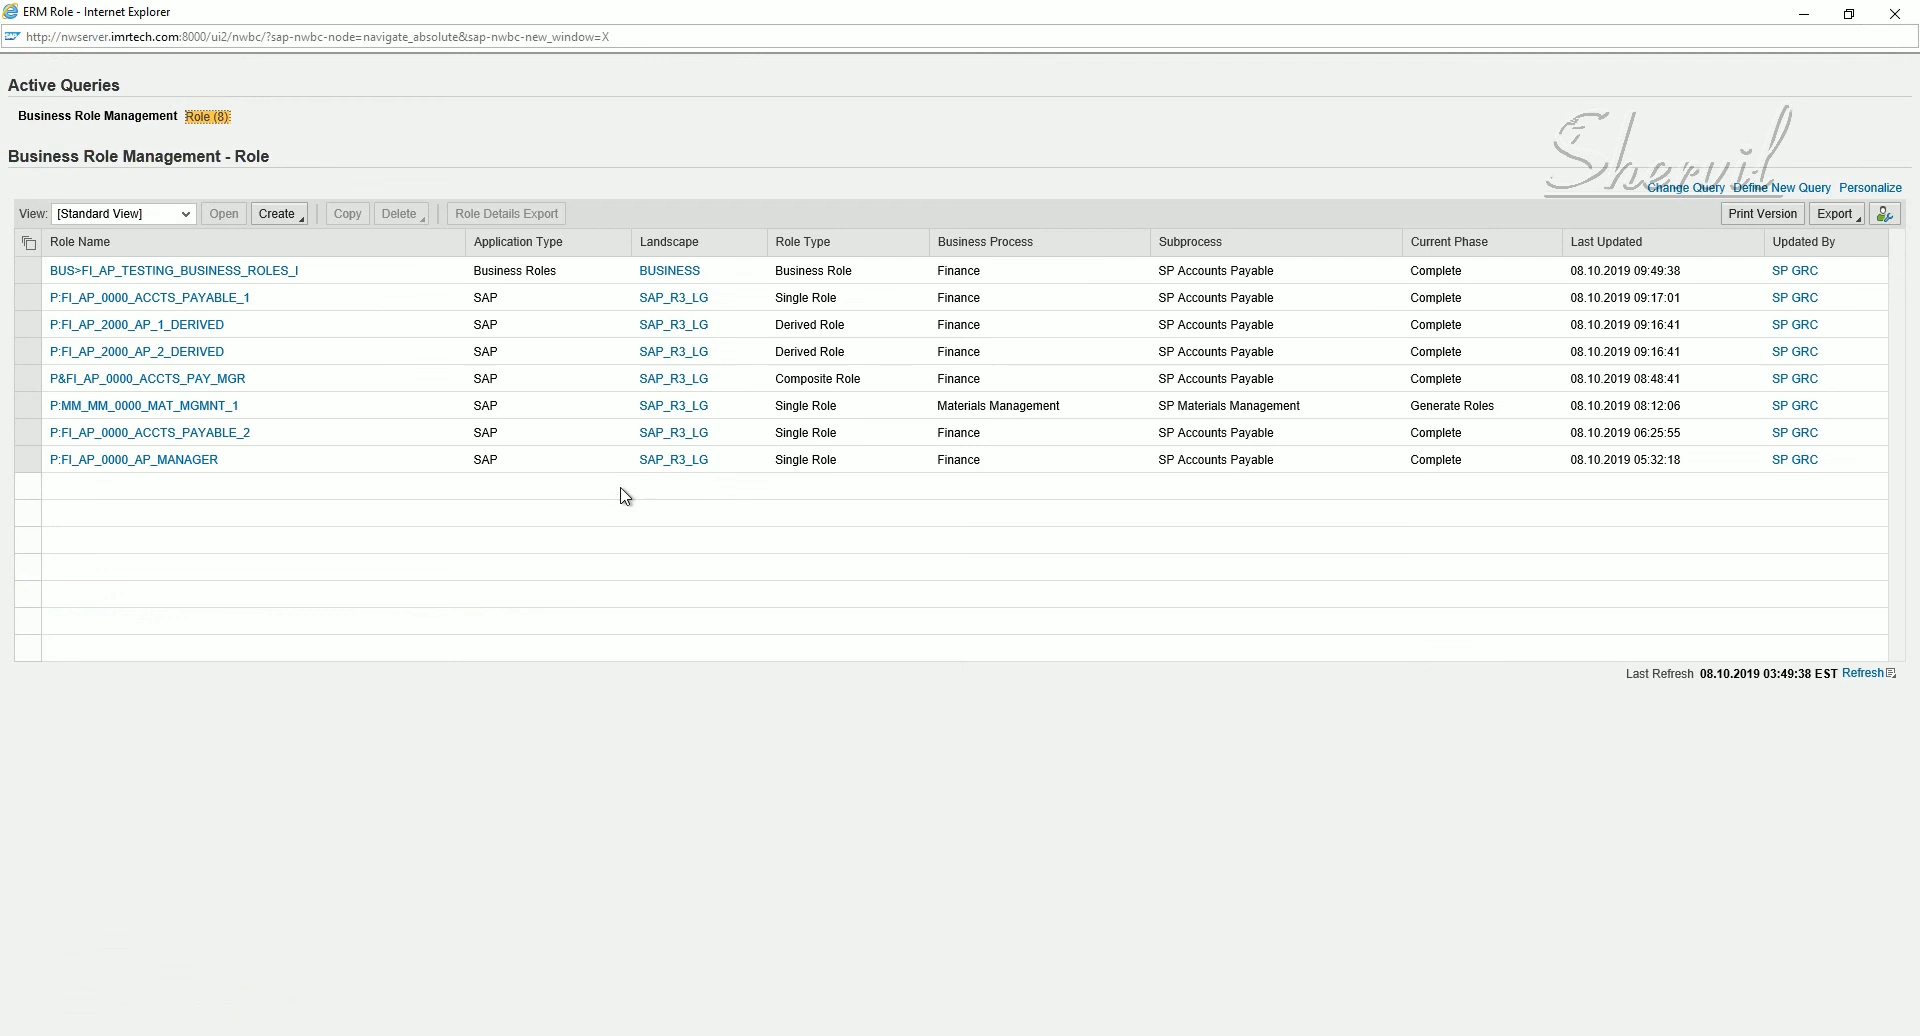 ERM Role - Internet Explorer
http://nwserver.imrtech.com:8000/ui2/nwbc/?sap-nwbc-node=navigate_absolute&sap-nwbc-new_window=X
Active Queries
Business Role Management Role (8)
Shervil
Business Role Management - Role
Change Query Define New Query Personalize
View: [Standard View] Open Create Copy Delete Role Details Export Print Version Export
Role Name Application Type Landscape Role Type Business Process Subprocess Current Phase Last Updated Updated By
BUS>FI_AP_TESTING_BUSINESS_ROLES_I Business Roles BUSINESS Business Role Finance SP Accounts Payable Complete 08.10.2019 09:49:38 SP GRC
P:FI_AP_0000_ACCTS_PAYABLE_1 SAP SAP_R3_LG Single Role Finance SP Accounts Payable Complete 08.10.2019 09:17:01 SP GRC
P:FI_AP_2000_AP_1_DERIVED SAP SAP_R3_LG Derived Role Finance SP Accounts Payable Complete 08.10.2019 09:16:41 SP GRC
P:FI_AP_2000_AP_2_DERIVED SAP SAP_R3_LG Derived Role Finance SP Accounts Payable Complete 08.10.2019 09:16:41 SP GRC
P&FI_AP_0000_ACCTS_PAY_MGR SAP SAP_R3_LG Composite Role Finance SP Accounts Payable Complete 08.10.2019 08:48:41 SP GRC
P:MM_MM_0000_MAT_MGMNT_1 SAP SAP_R3_LG Single Role Materials Management SP Materials Management Generate Roles 08.10.2019 08:12:06 SP GRC
P:FI_AP_0000_ACCTS_PAYABLE_2 SAP SAP_R3_LG Single Role Finance SP Accounts Payable Complete 08.10.2019 06:25:55 SP GRC
P:FI_AP_0000_AP_MANAGER SAP SAP_R3_LG Single Role Finance SP Accounts Payable Complete 08.10.2019 05:32:18 SP GRC
Last Refresh 08.10.2019 03:49:38 EST Refresh